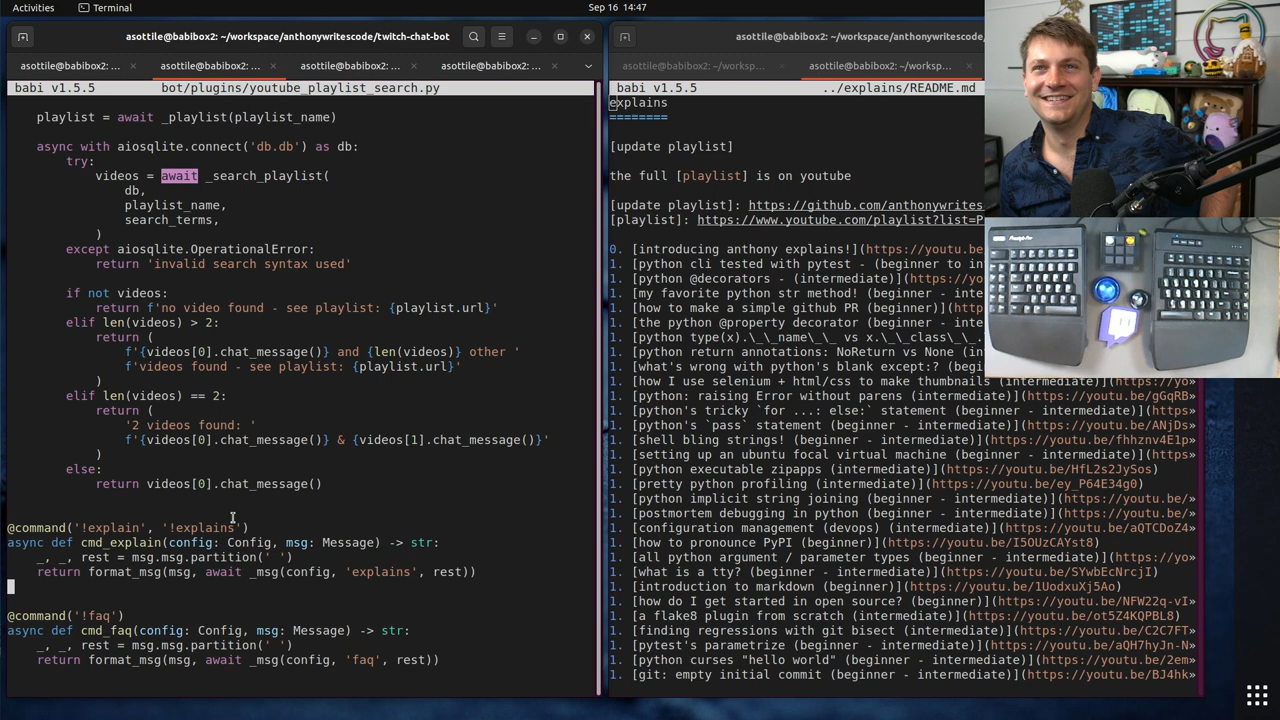 Activities
Terminal
Sep 16 14:47
asottile@babibox2: ~/workspace/anthonywritescode/twitch-chat-bot
asottile@babibox2: ...
asottile@babibox2: ...
asottile@babibox2: ...
asottile@babibox2: ...
babi v1.5.5 bot/plugins/youtube_playlist_search.py
playlist = await _playlist(playlist_name)
async with aiosqlite.connect('db.db') as db:
try:
videos = await _search_playlist(
db,
playlist_name,
search_terms,
)
except aiosqlite.OperationalError:
return 'invalid search syntax used'
if not videos:
return f'no video found - see playlist: {playlist.url}'
elif len(videos) > 2:
return (
f'{videos[0].chat_message()} and {len(videos)} other '
f'videos found - see playlist: {playlist.url}'
)
elif len(videos) == 2:
return (
'2 videos found: '
f'{videos[0].chat_message()} & {videos[1].chat_message()}'
)
else:
return videos[0].chat_message()
@command('!explain', '!explains')
async def cmd_explain(config: Config, msg: Message) -> str:
_, _, rest = msg.msg.partition(' ')
return format_msg(msg, await _msg(config, 'explains', rest))
@command('!faq')
async def cmd_faq(config: Config, msg: Message) -> str:
_, _, rest = msg.msg.partition(' ')
return format_msg(msg, await _msg(config, 'faq', rest))
asottile@babibox2: ~/workspace/anthonywritescode/
asottile@babibox2: ~/worksp...
asottile@babibox2: ~/worksp...
babi v1.5.5 ../explains/README.md
explains
========
[update playlist]
the full [playlist] is on youtube
[update playlist]: https://github.com/anthonywrites
[playlist]: https://www.youtube.com/playlist?list=P
0. [introducing anthony explains!](https://youtu.be
1. [python cli tested with pytest - (beginner to in
1. [python @decorators - (intermediate)](https://yo
1. [my favorite python str method! (beginner - inte
1. [how to make a simple github PR (beginner)](http
1. [the python @property decorator (beginner - inte
1. [python type(x).\_\_name\_\_ vs x.\_\_class\_\_.
1. [python return annotations: NoReturn vs None (in
1. [what's wrong with python's blank except:? (begi
1. [how I use selenium + html/css to make thumbnails (intermediate)](https://yo»
1. [python: raising Error without parens (intermediate)](https://youtu.be/gGqRB»
1. [python's tricky `for ...: else:` statement (beginner - intermediate)](https»
1. [python's `pass` statement (beginner - intermediate)](https://youtu.be/ANjDs»
1. [shell bling strings! (beginner - intermediate)](https://youtu.be/fhhznv4E1p»
1. [setting up an ubuntu focal virtual machine (beginner - intermediate)](https»
1. [python executable zipapps (intermediate)](https://youtu.be/HfL2s2JySos)
1. [pretty python profiling (intermediate)](https://youtu.be/ey_P64E34g0)
1. [python implicit string joining (beginner - intermediate)](https://youtu.be/»
1. [postmortem debugging in python (beginner - intermediate)](https://youtu.be/»
1. [configuration management (devops) (intermediate)](https://youtu.be/aQTCDoZ4»
1. [how to pronounce PyPI (beginner)](https://youtu.be/I5OUzCAYst8)
1. [all python argument / parameter types (beginner - intermediate)](https://yo»
1. [what is a tty? (beginner - intermediate)](https://youtu.be/SYwbEcNrcjI)
1. [introduction to markdown (beginner)](https://youtu.be/1UodxuXj5Ao)
1. [how do I get started in open source? (beginner)](https://youtu.be/NFW22q-vI»
1. [a flake8 plugin from scratch (intermediate)](https://youtu.be/ot5Z4KQPBL8)
1. [finding regressions with git bisect (beginner - intermediate)](https://youtu.be/C2C7FT»
1. [pytest's parametrize (beginner - intermediate)](https://youtu.be/aQH7hyJn-N»
1. [python curses "hello world" (beginner - intermediate)](https://youtu.be/2em»
1. [git: empty initial commit (beginner - intermediate)](https://youtu.be/BJ4hk»